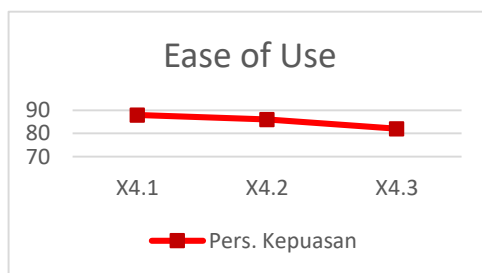 Ease of Use
90
80
70
X4.1 X4.2 X4.3
Pers. Kepuasan